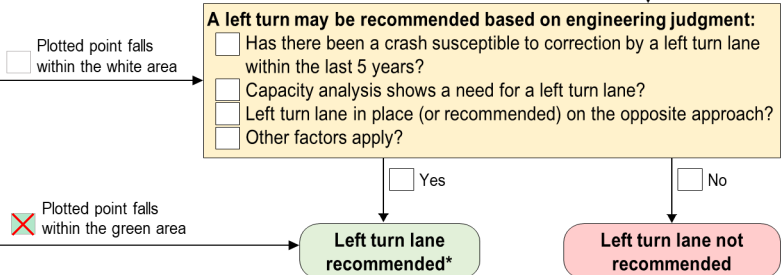 A left turn may be recommended based on engineering judgment:
Plotted point falls
within the white area
Has there been a crash susceptible to correction by a left turn lane
within the last 5 years?
Capacity analysis shows a need for a left turn lane?
Left turn lane in place (or recommended) on the opposite approach?
Other factors apply?
Yes
No
Plotted point falls
within the green area
Left turn lane
recommended*
Left turn lane not
recommended